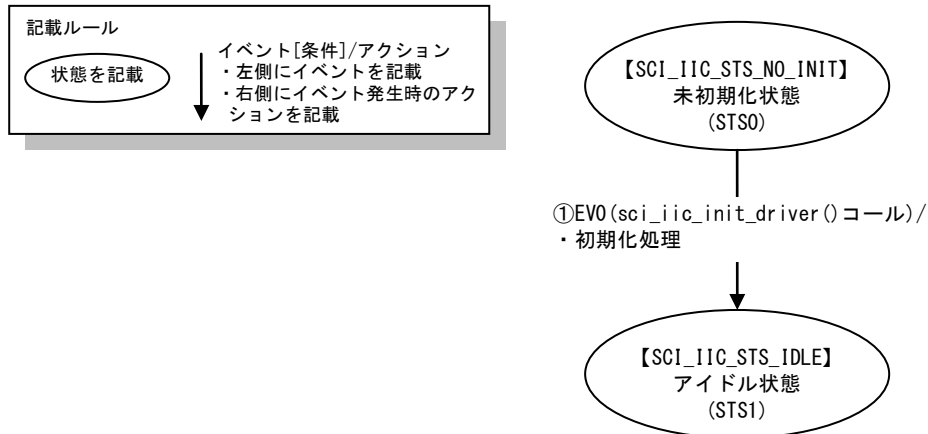 記載ルール
状態を記載
イベント[条件]/アクション
・左側にイベントを記載
・右側にイベント発生時のアク
ションを記載
【SCI_IIC_STS_NO_INIT】
未初期化状態
(STS0)
①EV0(sci_iic_init_driver()コール)/
・初期化処理
【SCI_IIC_STS_IDLE】
アイドル状態
(STS1)